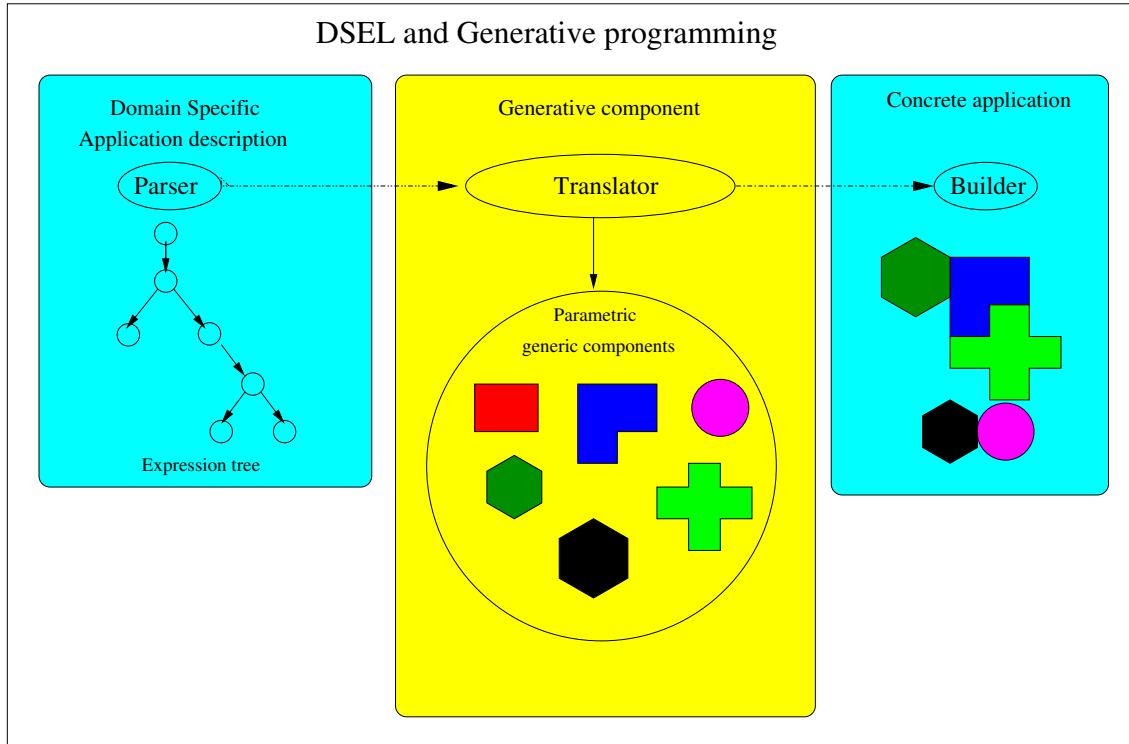 DSEL and Generative programming
Domain Specific
Application description
Parser
Expression tree
Generative component
Translator
Parametric
generic components
Concrete application
Builder